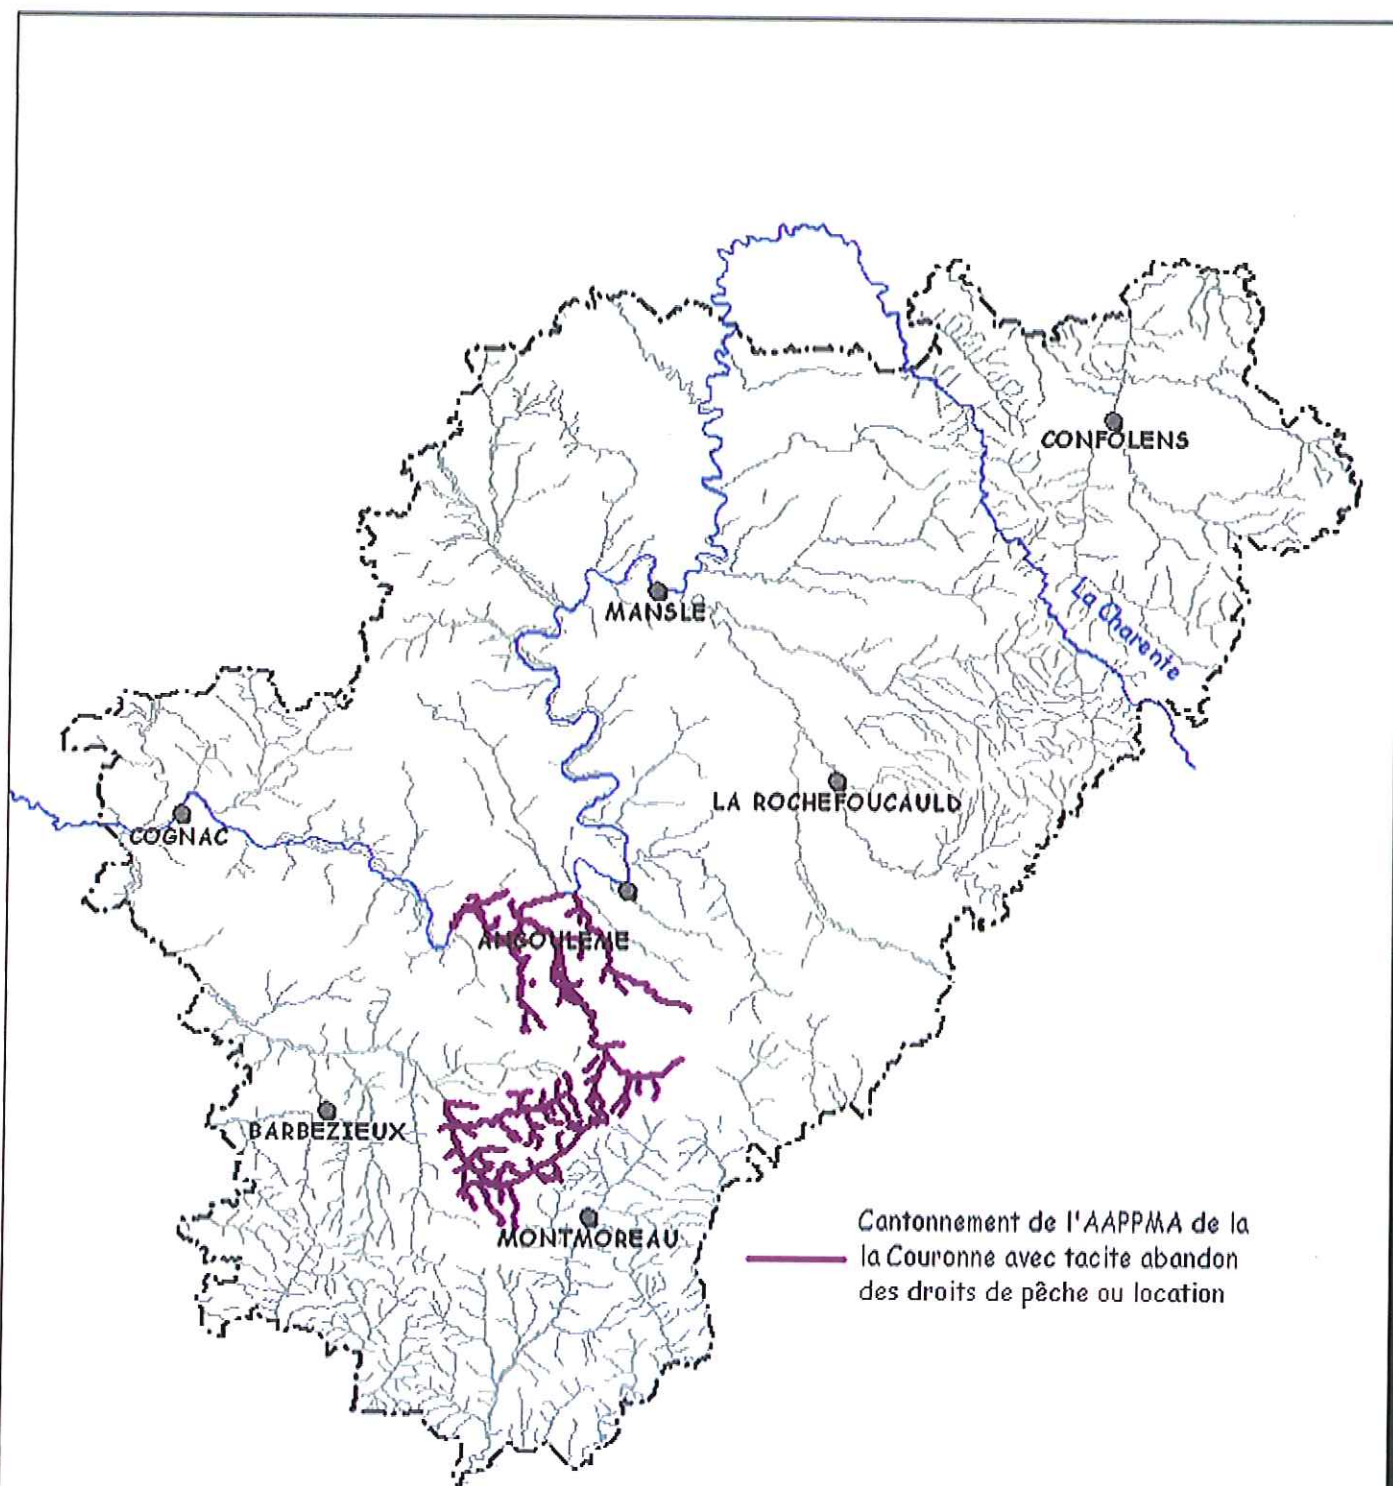 CONFOLENS
MANSLE
La Charente
LA ROCHEFOUCAULD
COGNAC
ANGOULEME
BARBEZIEUX
MONTMOREAU
Cantonnement de l'AAPPMA de la
la Couronne avec tacite abandon
des droits de pêche ou location